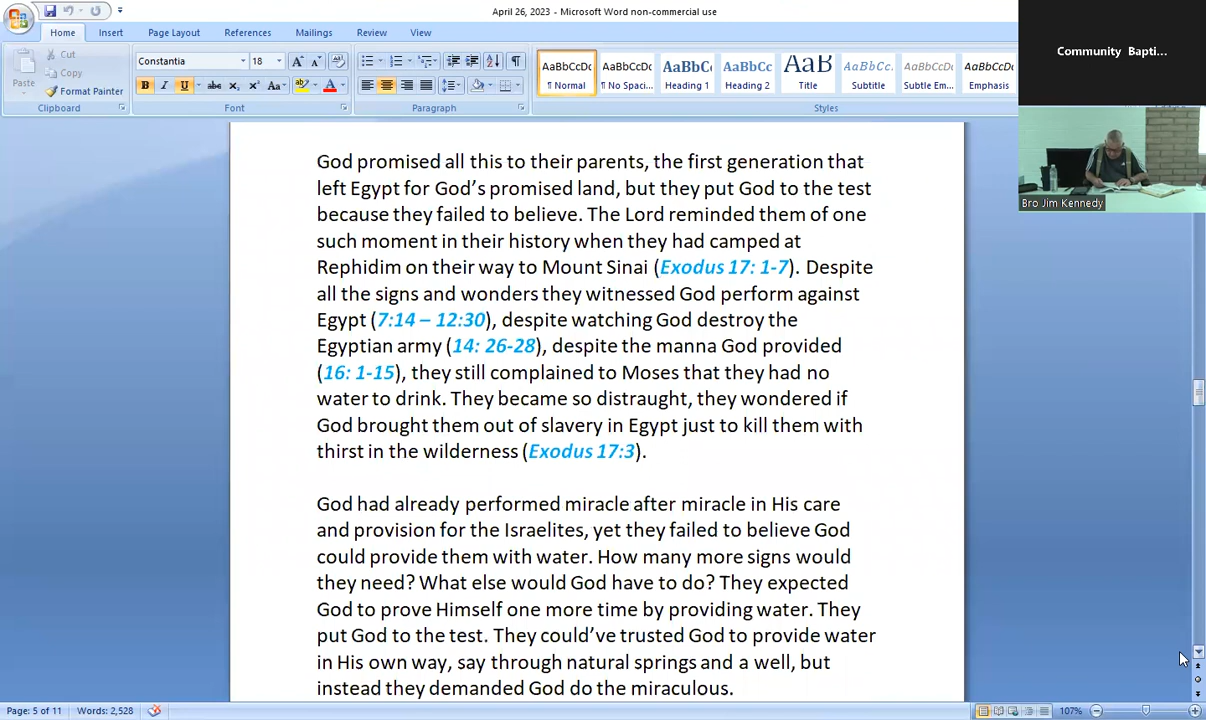 April 26, 2023 - Microsoft Word non-commercial use
Home Insert Page Layout References Mailings Review View
Cut
Copy
Format Painter
Paste
Clipboard
Constantia 18
Font
Paragraph
AaBbCcDc AaBbCcDc AaBbC AaBbCc AaB AaBbCc. AaBbCcDc AaBbCcDc
¶ Normal ¶ No Spaci... Heading 1 Heading 2 Title Subtitle Subtle Em... Emphasis
Styles
Community Bapti...
Bro Jim Kennedy
God promised all this to their parents, the first generation that
left Egypt for God’s promised land, but they put God to the test
because they failed to believe. The Lord reminded them of one
such moment in their history when they had camped at
Rephidim on their way to Mount Sinai (Exodus 17: 1-7). Despite
all the signs and wonders they witnessed God perform against
Egypt (7:14 – 12:30), despite watching God destroy the
Egyptian army (14: 26-28), despite the manna God provided
(16: 1-15), they still complained to Moses that they had no
water to drink. They became so distraught, they wondered if
God brought them out of slavery in Egypt just to kill them with
thirst in the wilderness (Exodus 17:3).
God had already performed miracle after miracle in His care
and provision for the Israelites, yet they failed to believe God
could provide them with water. How many more signs would
they need? What else would God have to do? They expected
God to prove Himself one more time by providing water. They
put God to the test. They could’ve trusted God to provide water
in His own way, say through natural springs and a well, but
instead they demanded God do the miraculous.
Page: 5 of 11 Words: 2,528 107%